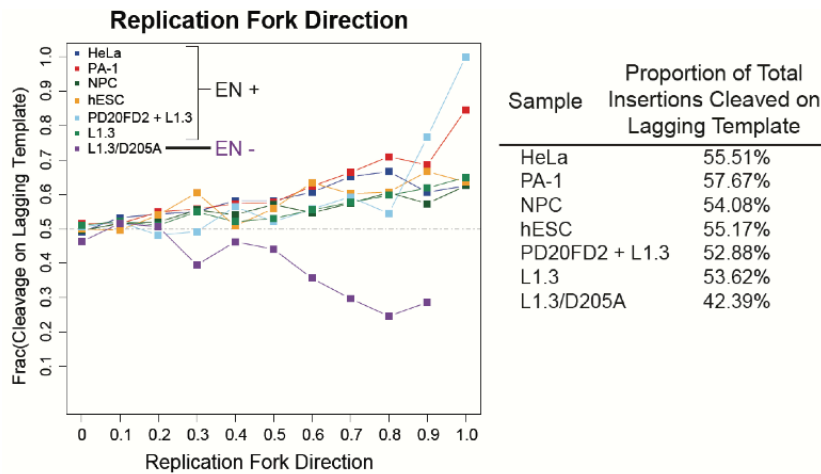 Replication Fork Direction
Frac(Cleavage on Lagging Template)
1.0
0.9
0.8
0.7
0.6
0.5
0.4
0.3
0.2
0.1
HeLa
PA-1
NPC
hESC
PD20FD2 + L1.3
L1.3
L1.3/D205A
EN +
EN -
0 0.1 0.2 0.3 0.4 0.5 0.6 0.7 0.8 0.9 1.0
Replication Fork Direction
Sample Proportion of Total Insertions Cleaved on Lagging Template
HeLa 55.51%
PA-1 57.67%
NPC 54.08%
hESC 55.17%
PD20FD2 + L1.3 52.88%
L1.3 53.62%
L1.3/D205A 42.39%